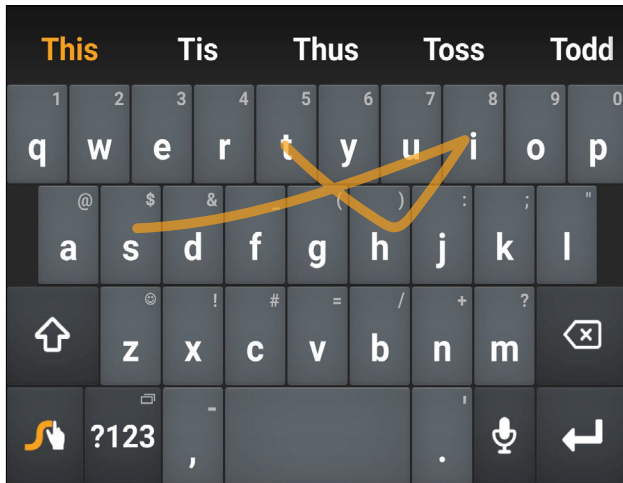 This Tis Thus Toss Todd
1 2 3 4 5 6 7 8 9 0
q w e r t y u i o p
@ $ & _ ( ) : ; "
a s d f g h j k l
☺ ! # = / + ?
z x c v b n m
- '
?123 , .